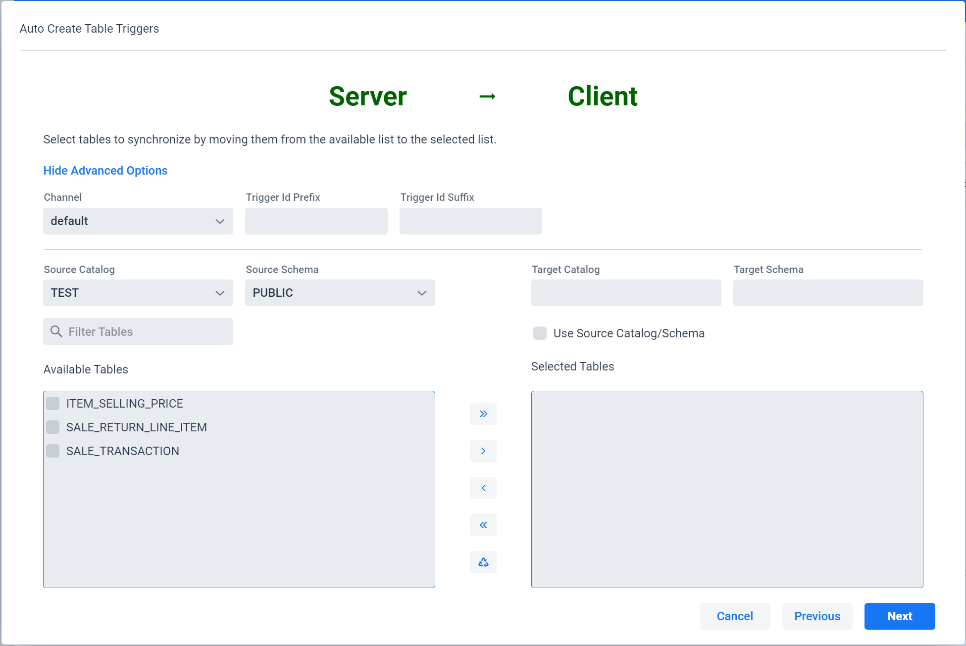 Auto Create Table Triggers
Server → Client
Select tables to synchronize by moving them from the available list to the selected list.
Hide Advanced Options
Channel Trigger Id Prefix Trigger Id Suffix
default
Source Catalog Source Schema Target Catalog Target Schema
TEST PUBLIC
Filter Tables Use Source Catalog/Schema
Available Tables Selected Tables
ITEM_SELLING_PRICE
SALE_RETURN_LINE_ITEM
SALE_TRANSACTION
Cancel Previous Next